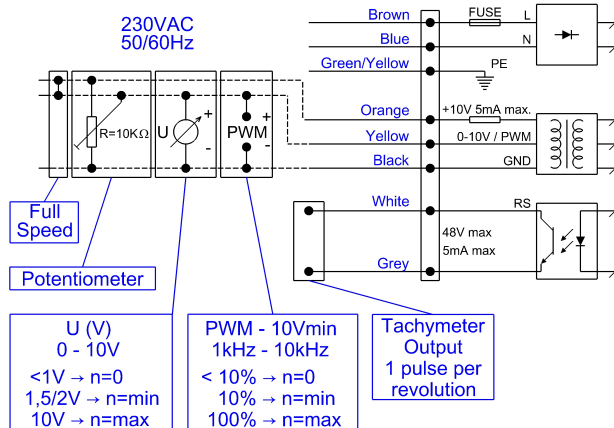 230VAC
50/60Hz
Brown
FUSE
L
Blue
N
Green/Yellow
PE
Orange
+10V 5mA max.
Yellow
0-10V / PWM
Black
GND
R=10KΩ
U
+
-
PWM
+
-
White
RS
48V max
5mA max
Grey
Full
Speed
Potentiometer
U (V)
0 - 10V
<1V → n=0
1,5/2V → n=min
10V → n=max
PWM - 10Vmin
1kHz - 10kHz
< 10% → n=0
10% → n=min
100% → n=max
Tachymeter
Output
1 pulse per
revolution